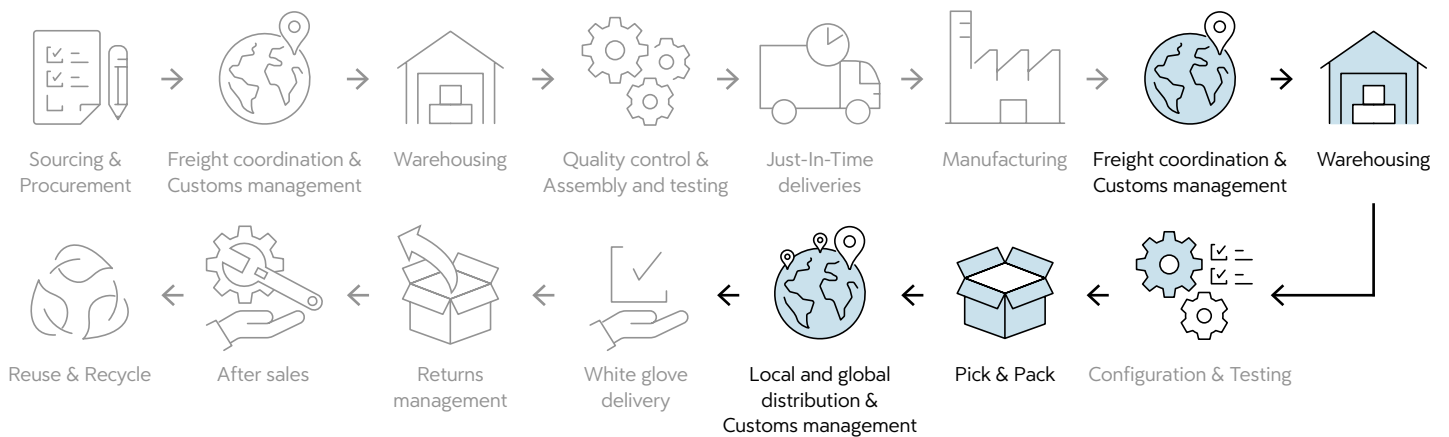 Sourcing &
Procurement
Freight coordination &
Customs management
Warehousing
Quality control &
Assembly and testing
Just-In-Time
deliveries
Manufacturing
Freight coordination &
Customs management
Warehousing
Configuration & Testing
Pick & Pack
Local and global
distribution &
Customs management
White glove
delivery
Returns
management
After sales
Reuse & Recycle